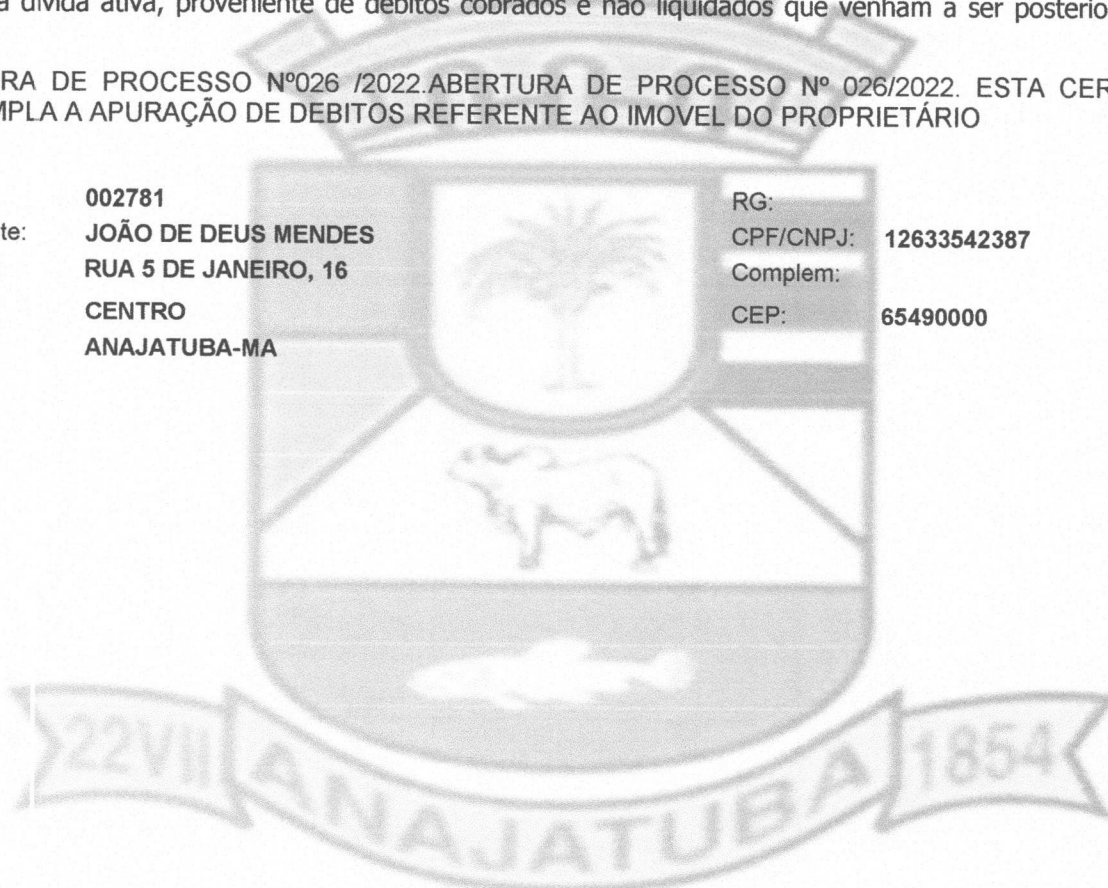 a dívida ativa, proveniente de débitos cobrados e não liquidados que venham a ser posterio
RA DE PROCESSO Nº026 /2022.ABERTURA DE PROCESSO Nº 026/2022. ESTA CER
MPLA A APURAÇÃO DE DEBITOS REFERENTE AO IMOVEL DO PROPRIETÁRIO
002781 RG:
te: JOÃO DE DEUS MENDES CPF/CNPJ: 12633542387
RUA 5 DE JANEIRO, 16 Complem:
CENTRO CEP: 65490000
ANAJATUBA-MA
22VII ANAJATUBA 1854